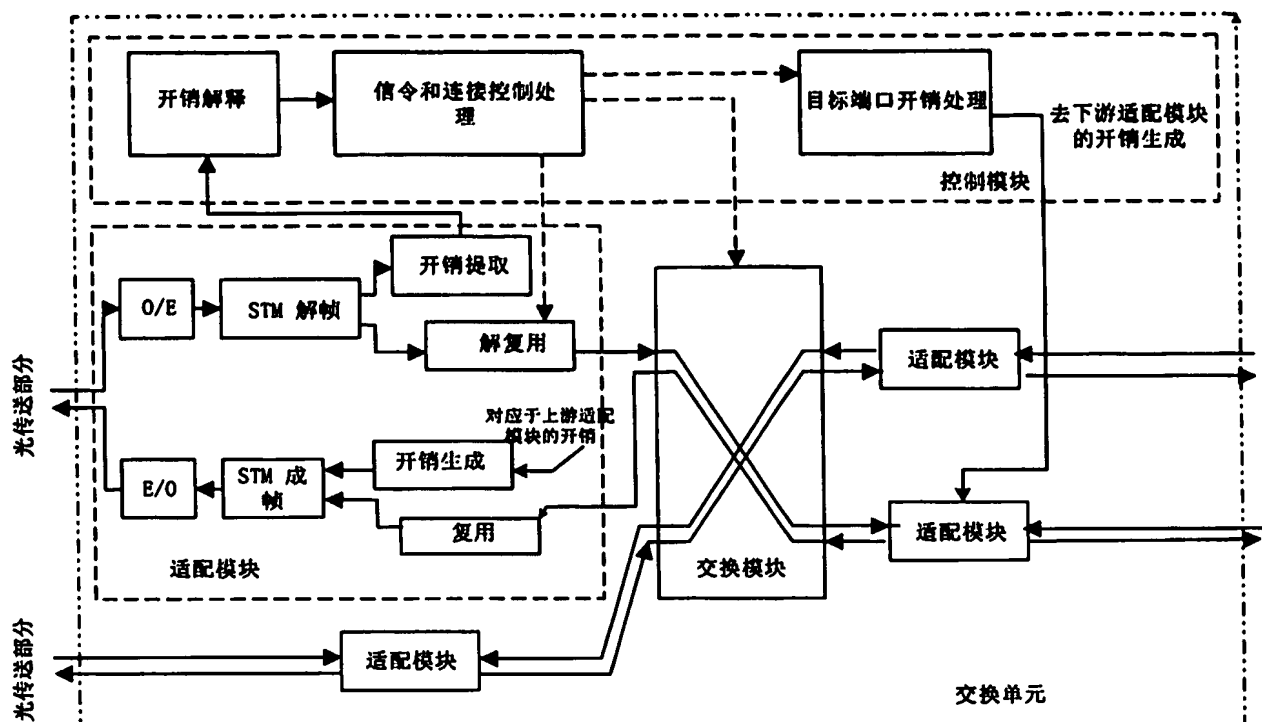 开销解释
信令和连接控制处
理
目标端口开销处理
去下游适配模块
的开销生成
控制模块
开销提取
O/E
STM 解帧
解复用
光传送部分
适配模块
对应于上游适配
模块的开销
开销生成
E/O
STM 成
帧
复用
适配模块
适配模块
交换模块
光传送部分
适配模块
交换单元